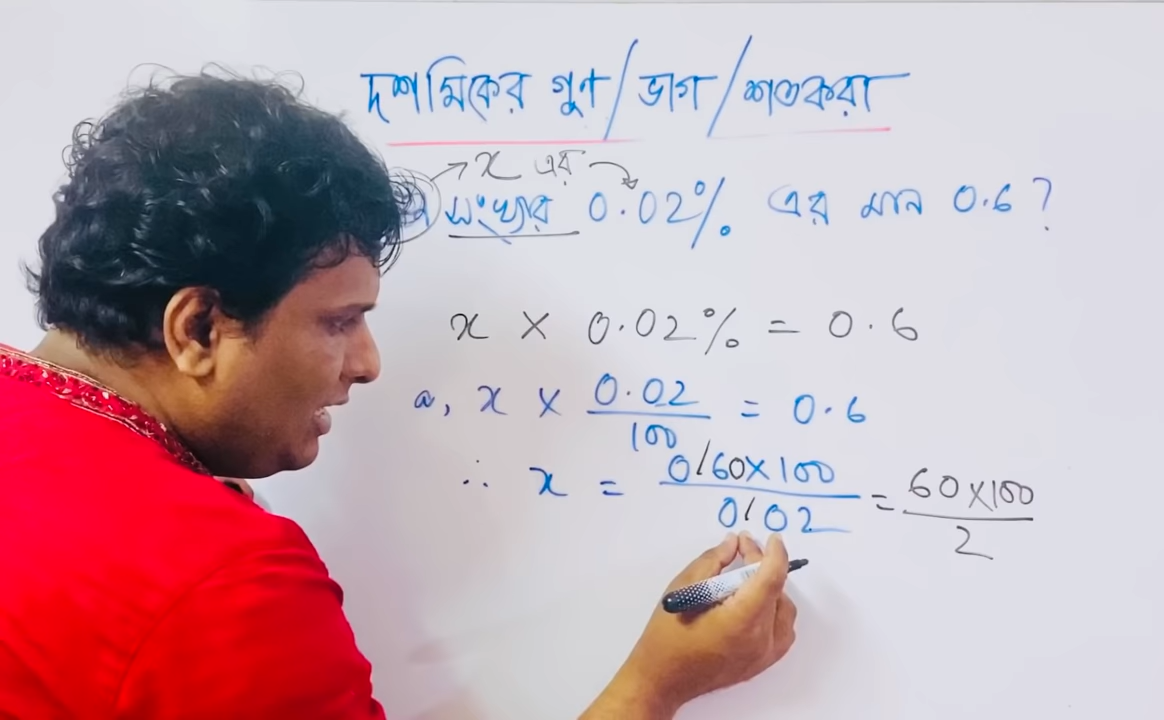 দশমিকের গুণ/ভাগ/শতকরা
x এর
সংখ্যার 0.02% এর মান 0.6?
x × 0.02% = 0.6
বা, x × 0.02/100 = 0.6
∴ x = 0/60×100 / 0/02 = 60×100/2